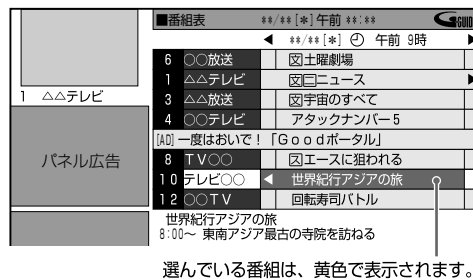 ■番組表 **/**[*]午前 **:** G-GUIDE
◀ **/**[*] 午前 9時
6 ○○放送 文土曜劇場
1 △△テレビ 文二ニュース ▶
3 △△放送 文宇宙のすべて
4 ○○テレビ アタックナンバー5
[AD]一度はおいで!「Goodポータル」
8 TV○○ 文エースに狙われる
10 テレビ○○ ◀ 世界紀行アジアの旅
12 ○○TV 回転寿司バトル
世界紀行アジアの旅
8:00〜 東南アジア最古の寺院を訪ねる
1 △△テレビ
パネル広告
選んでいる番組は、黄色で表示されます。